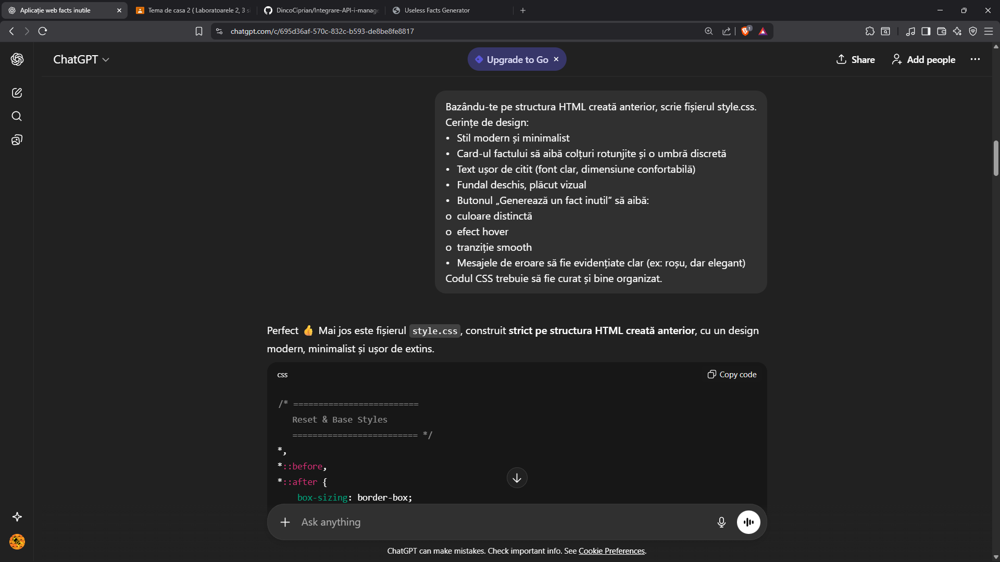 Aplicație web facts inutile
Tema de casa 2 ( Laboratoarele 2, 3 și
DincoCiprian/Integrare-API-i-manage
Useless Facts Generator
chatgpt.com/c/695d36af-570c-832c-b593-de8be8fe8817
1
ChatGPT
Upgrade to Go
Share
Add people
Bazându-te pe structura HTML creată anterior, scrie fișierul style.css.
Cerințe de design:
• Stil modern și minimalist
• Card-ul factului să aibă colțuri rotunjite și o umbră discretă
• Text ușor de citit (font clar, dimensiune confortabilă)
• Fundal deschis, plăcut vizual
• Butonul „Generează un fact inutil” să aibă:
o culoare distinctă
o efect hover
o tranziție smooth
• Mesajele de eroare să fie evidențiate clar (ex: roșu, dar elegant)
Codul CSS trebuie să fie curat și bine organizat.
Perfect 👍 Mai jos este fișierul style.css, construit strict pe structura HTML creată anterior, cu un design
modern, minimalist și ușor de extins.
css
Copy code
/* =========================
Reset & Base Styles
========================= */
*,
*::before,
*::after {
box-sizing: border-box;
Ask anything
ChatGPT can make mistakes. Check important info. See Cookie Preferences.